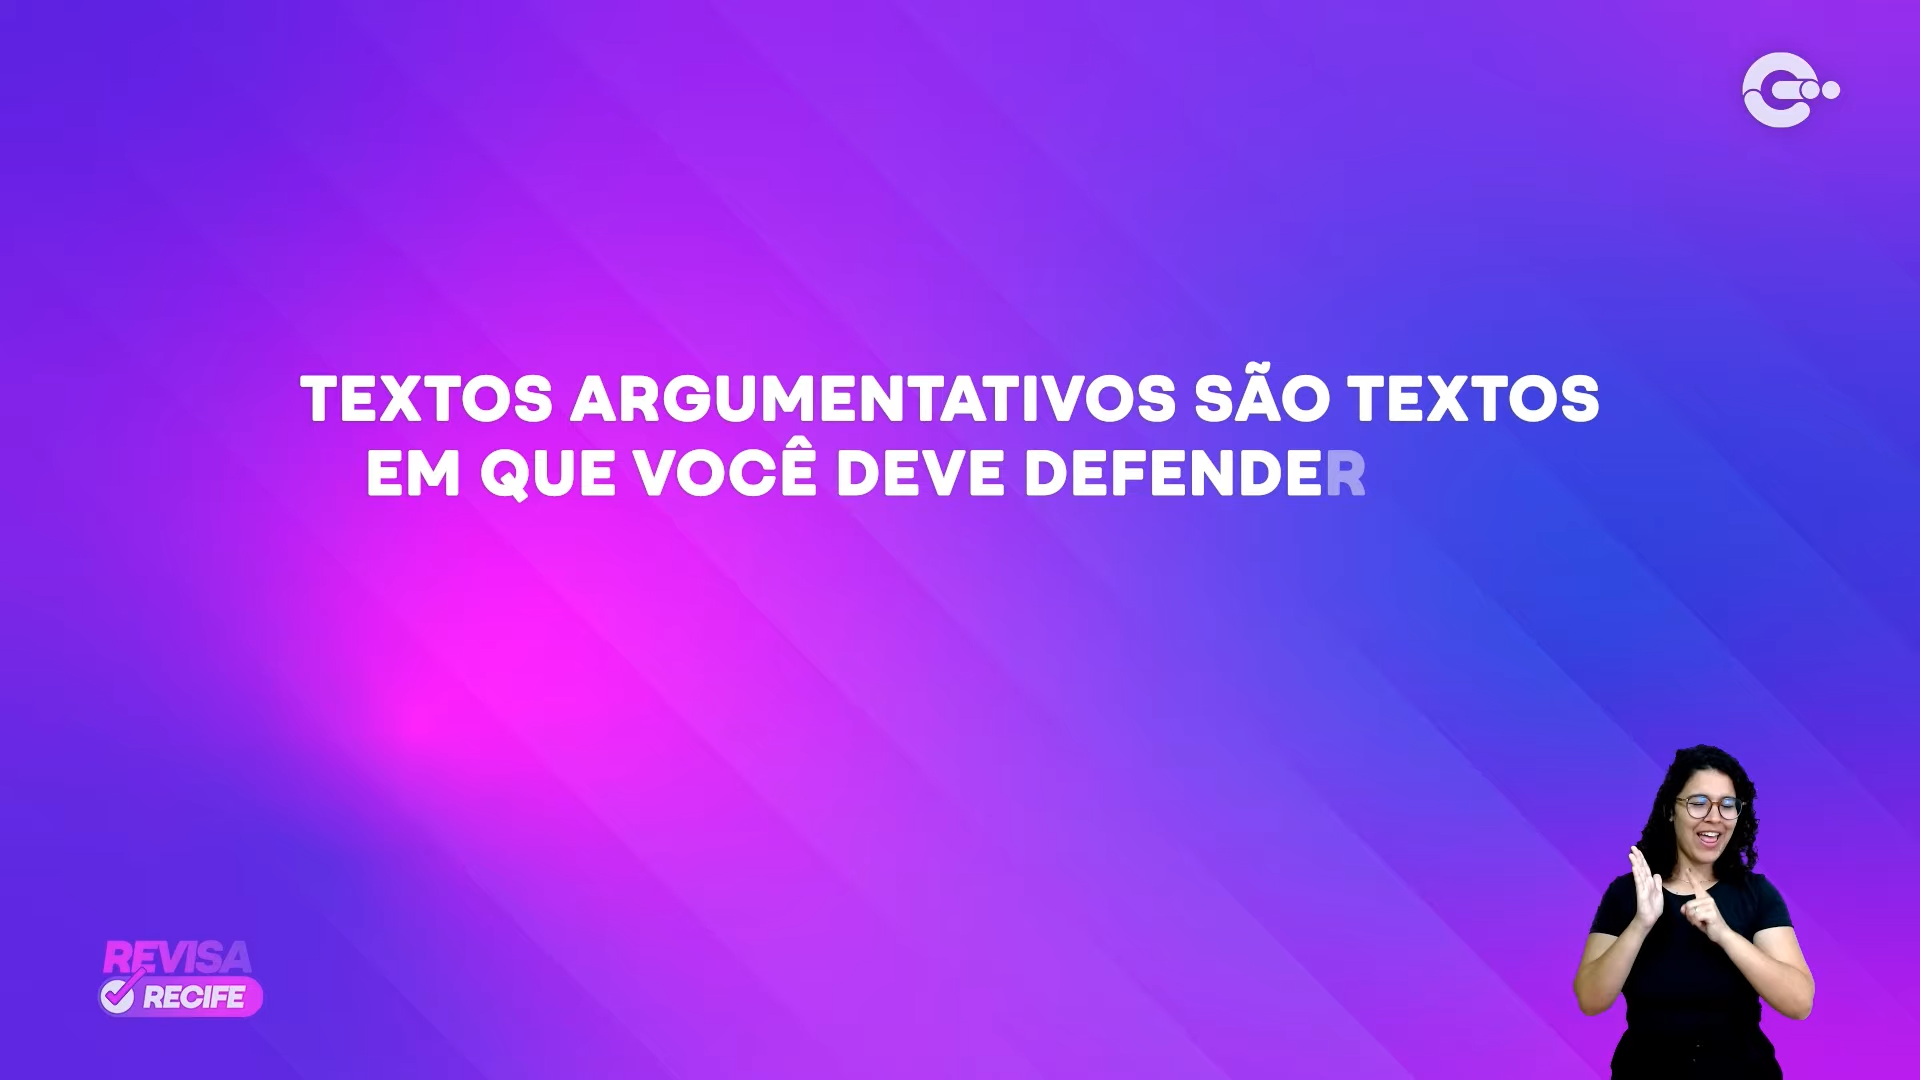 TEXTOS ARGUMENTATIVOS SÃO TEXTOS
EM QUE VOCÊ DEVE DEFENDER
REVISA
RECIFE